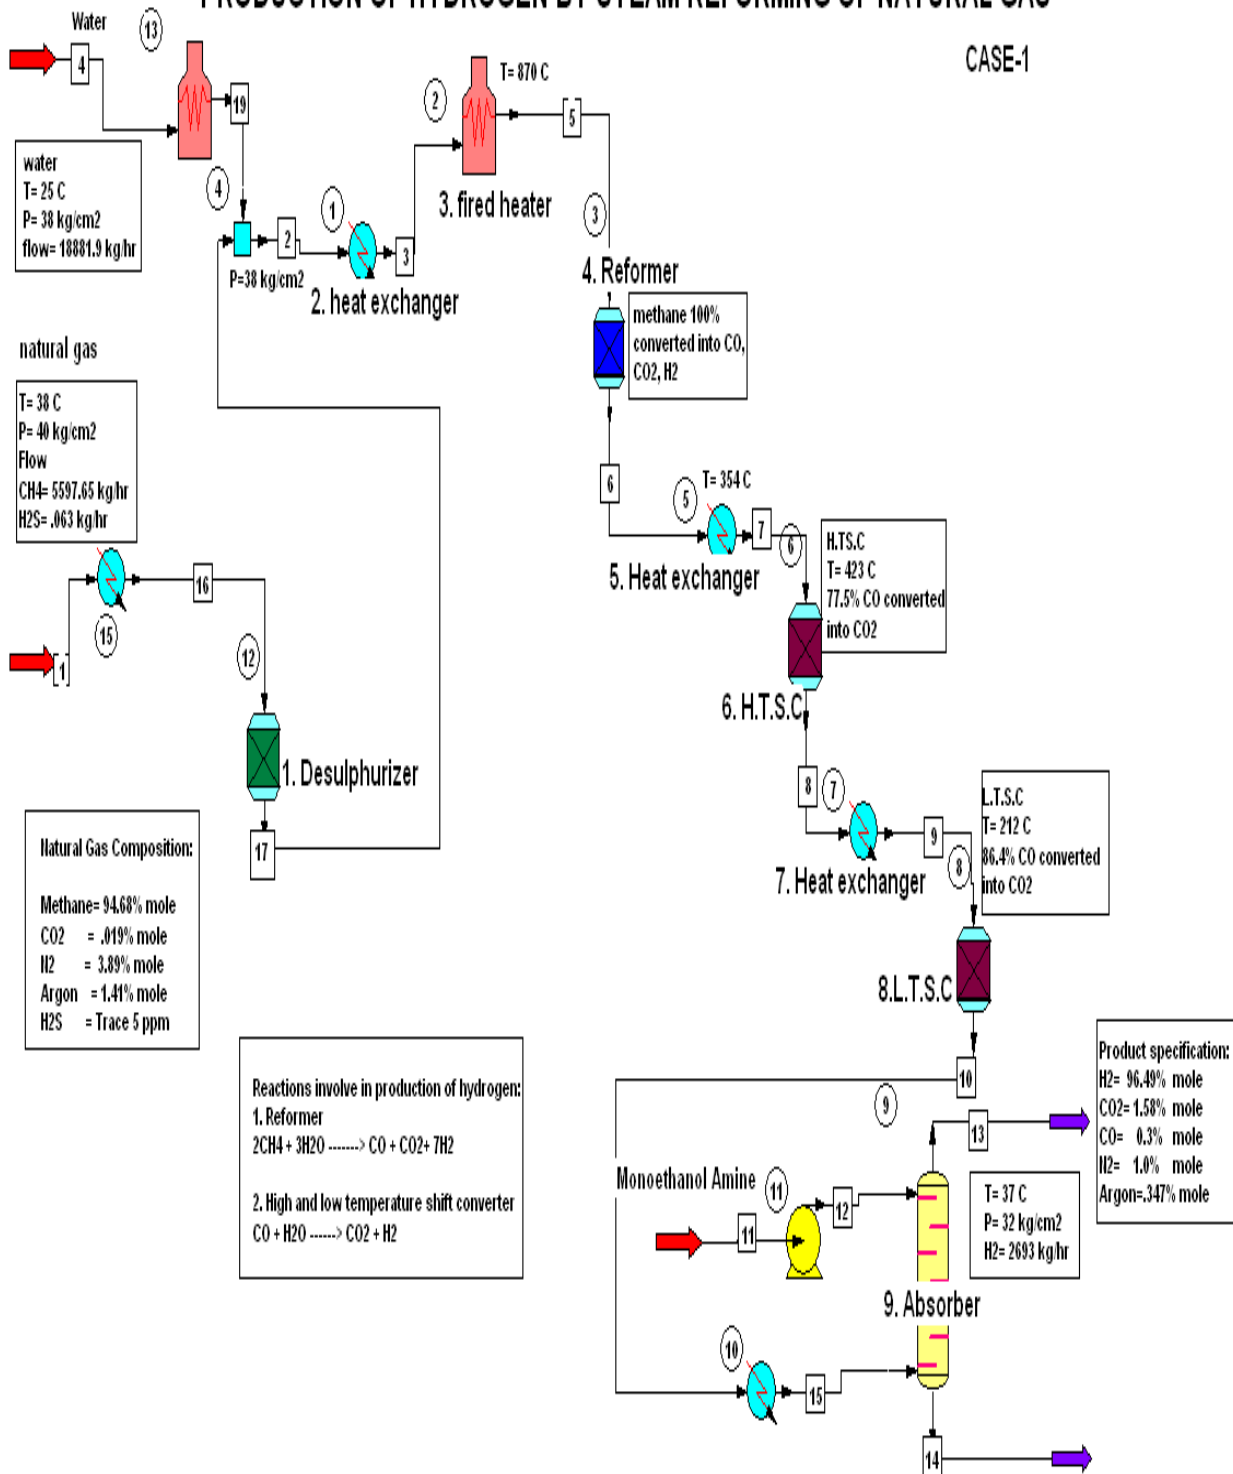 PRODUCTION OF HYDROGEN BY STEAM REFORMING OF NATURAL GAS
CASE-1
Water
13
4
19
2
T= 870 C
5
water
T= 25 C
P= 38 kg/cm2
flow= 18881.9 kg/hr
4
1
2
3
P=38 kg/cm2
2. heat exchanger
3. fired heater
3
4. Reformer
methane 100%
converted into CO,
CO2, H2
natural gas
T= 38 C
P= 40 kg/cm2
Flow
CH4= 5597.65 kg/hr
H2S= .063 kg/hr
6
5
T= 354 C
7
6
5. Heat exchanger
H.TS.C
T= 423 C
77.5% CO converted
into CO2
16
15
1
12
6. H.T.S.C
1. Desulphurizer
17
8
7
9
8
7. Heat exchanger
L.T.S.C
T= 212 C
86.4% CO converted
into CO2
8.L.T.S.C
Natural Gas Composition:
Methane= 94.68% mole
CO2 = .019% mole
N2 = 3.89% mole
Argon = 1.41% mole
H2S = Trace 5 ppm
Reactions involve in production of hydrogen:
1. Reformer
2CH4 + 3H2O -------> CO + CO2+ 7H2
2. High and low temperature shift converter
CO + H2O ------> CO2 + H2
10
9
13
Product specification:
H2= 96.49% mole
CO2= 1.58% mole
CO= 0.3% mole
N2= 1.0% mole
Argon=.347% mole
Monoethanol Amine
11
11
12
T= 37 C
P= 32 kg/cm2
H2= 2693 kg/hr
9. Absorber
10
15
14